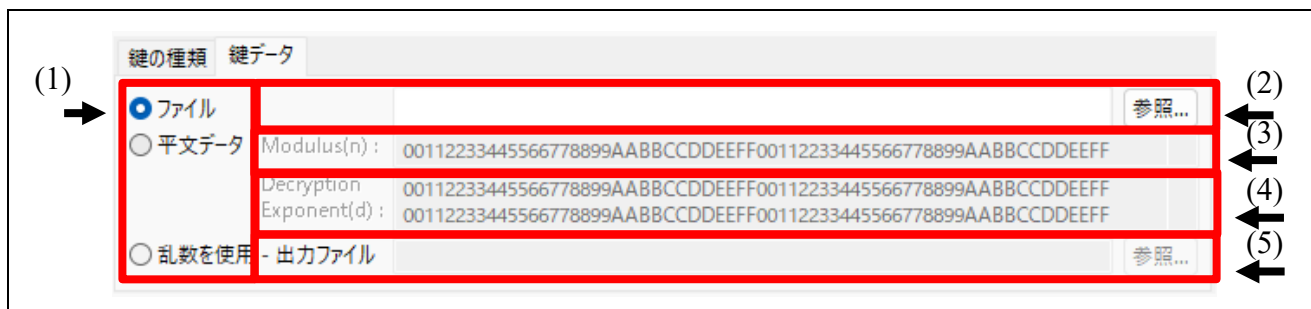 鍵の種類 鍵データ
(1)
ファイル 参照... (2)
平文データ Modulus(n) : 00112233445566778899AABBCCDDEEFF00112233445566778899AABBCCDDEEFF (3)
Decryption 00112233445566778899AABBCCDDEEFF00112233445566778899AABBCCDDEEFF
Exponent(d) : 00112233445566778899AABBCCDDEEFF00112233445566778899AABBCCDDEEFF (4)
乱数を使用 - 出力ファイル 参照... (5)